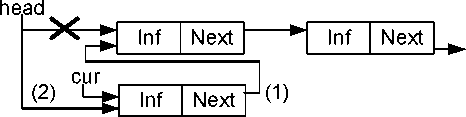 head
Inf Next Inf Next
cur
(2) Inf Next (1)